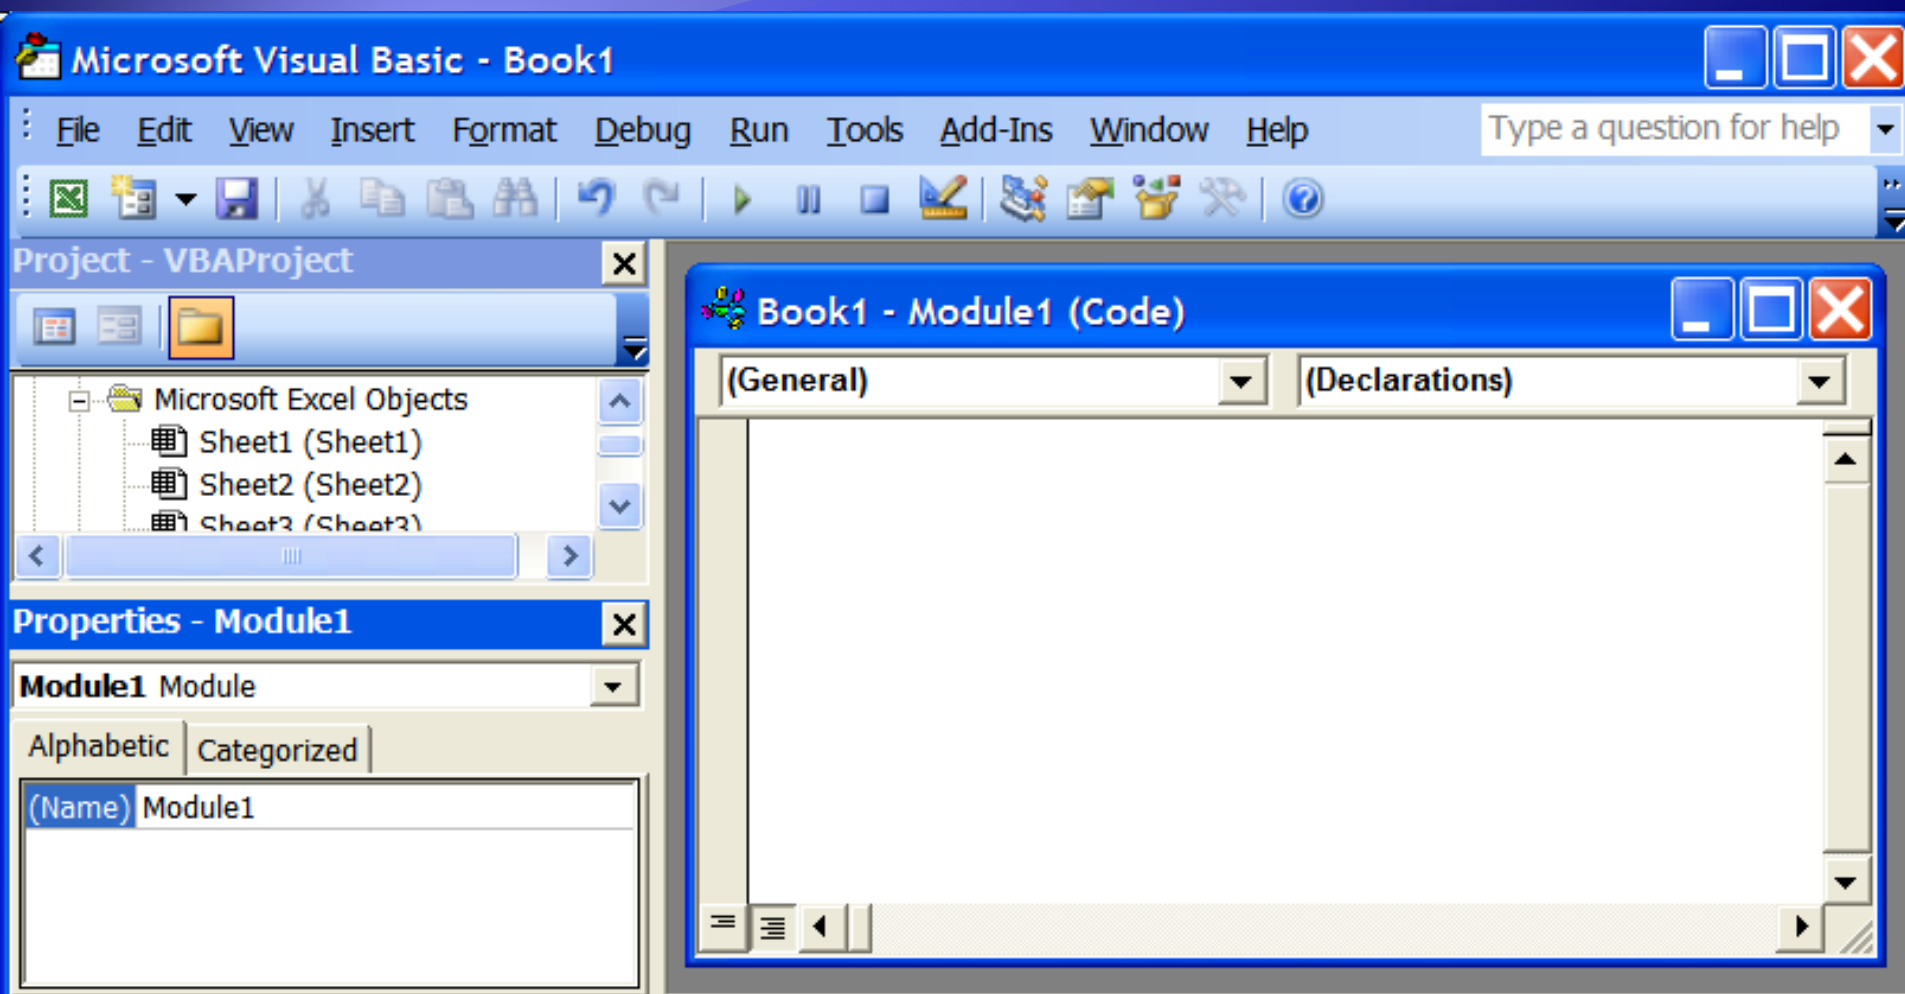 Microsoft Visual Basic - Book1
File Edit View Insert Format Debug Run Tools Add-Ins Window Help Type a question for help
Project - VBAProject
Microsoft Excel Objects
Sheet1 (Sheet1)
Sheet2 (Sheet2)
Sheet3 (Sheet3)
Properties - Module1
Module1 Module
Alphabetic Categorized
(Name) Module1
Book1 - Module1 (Code)
(General) (Declarations)